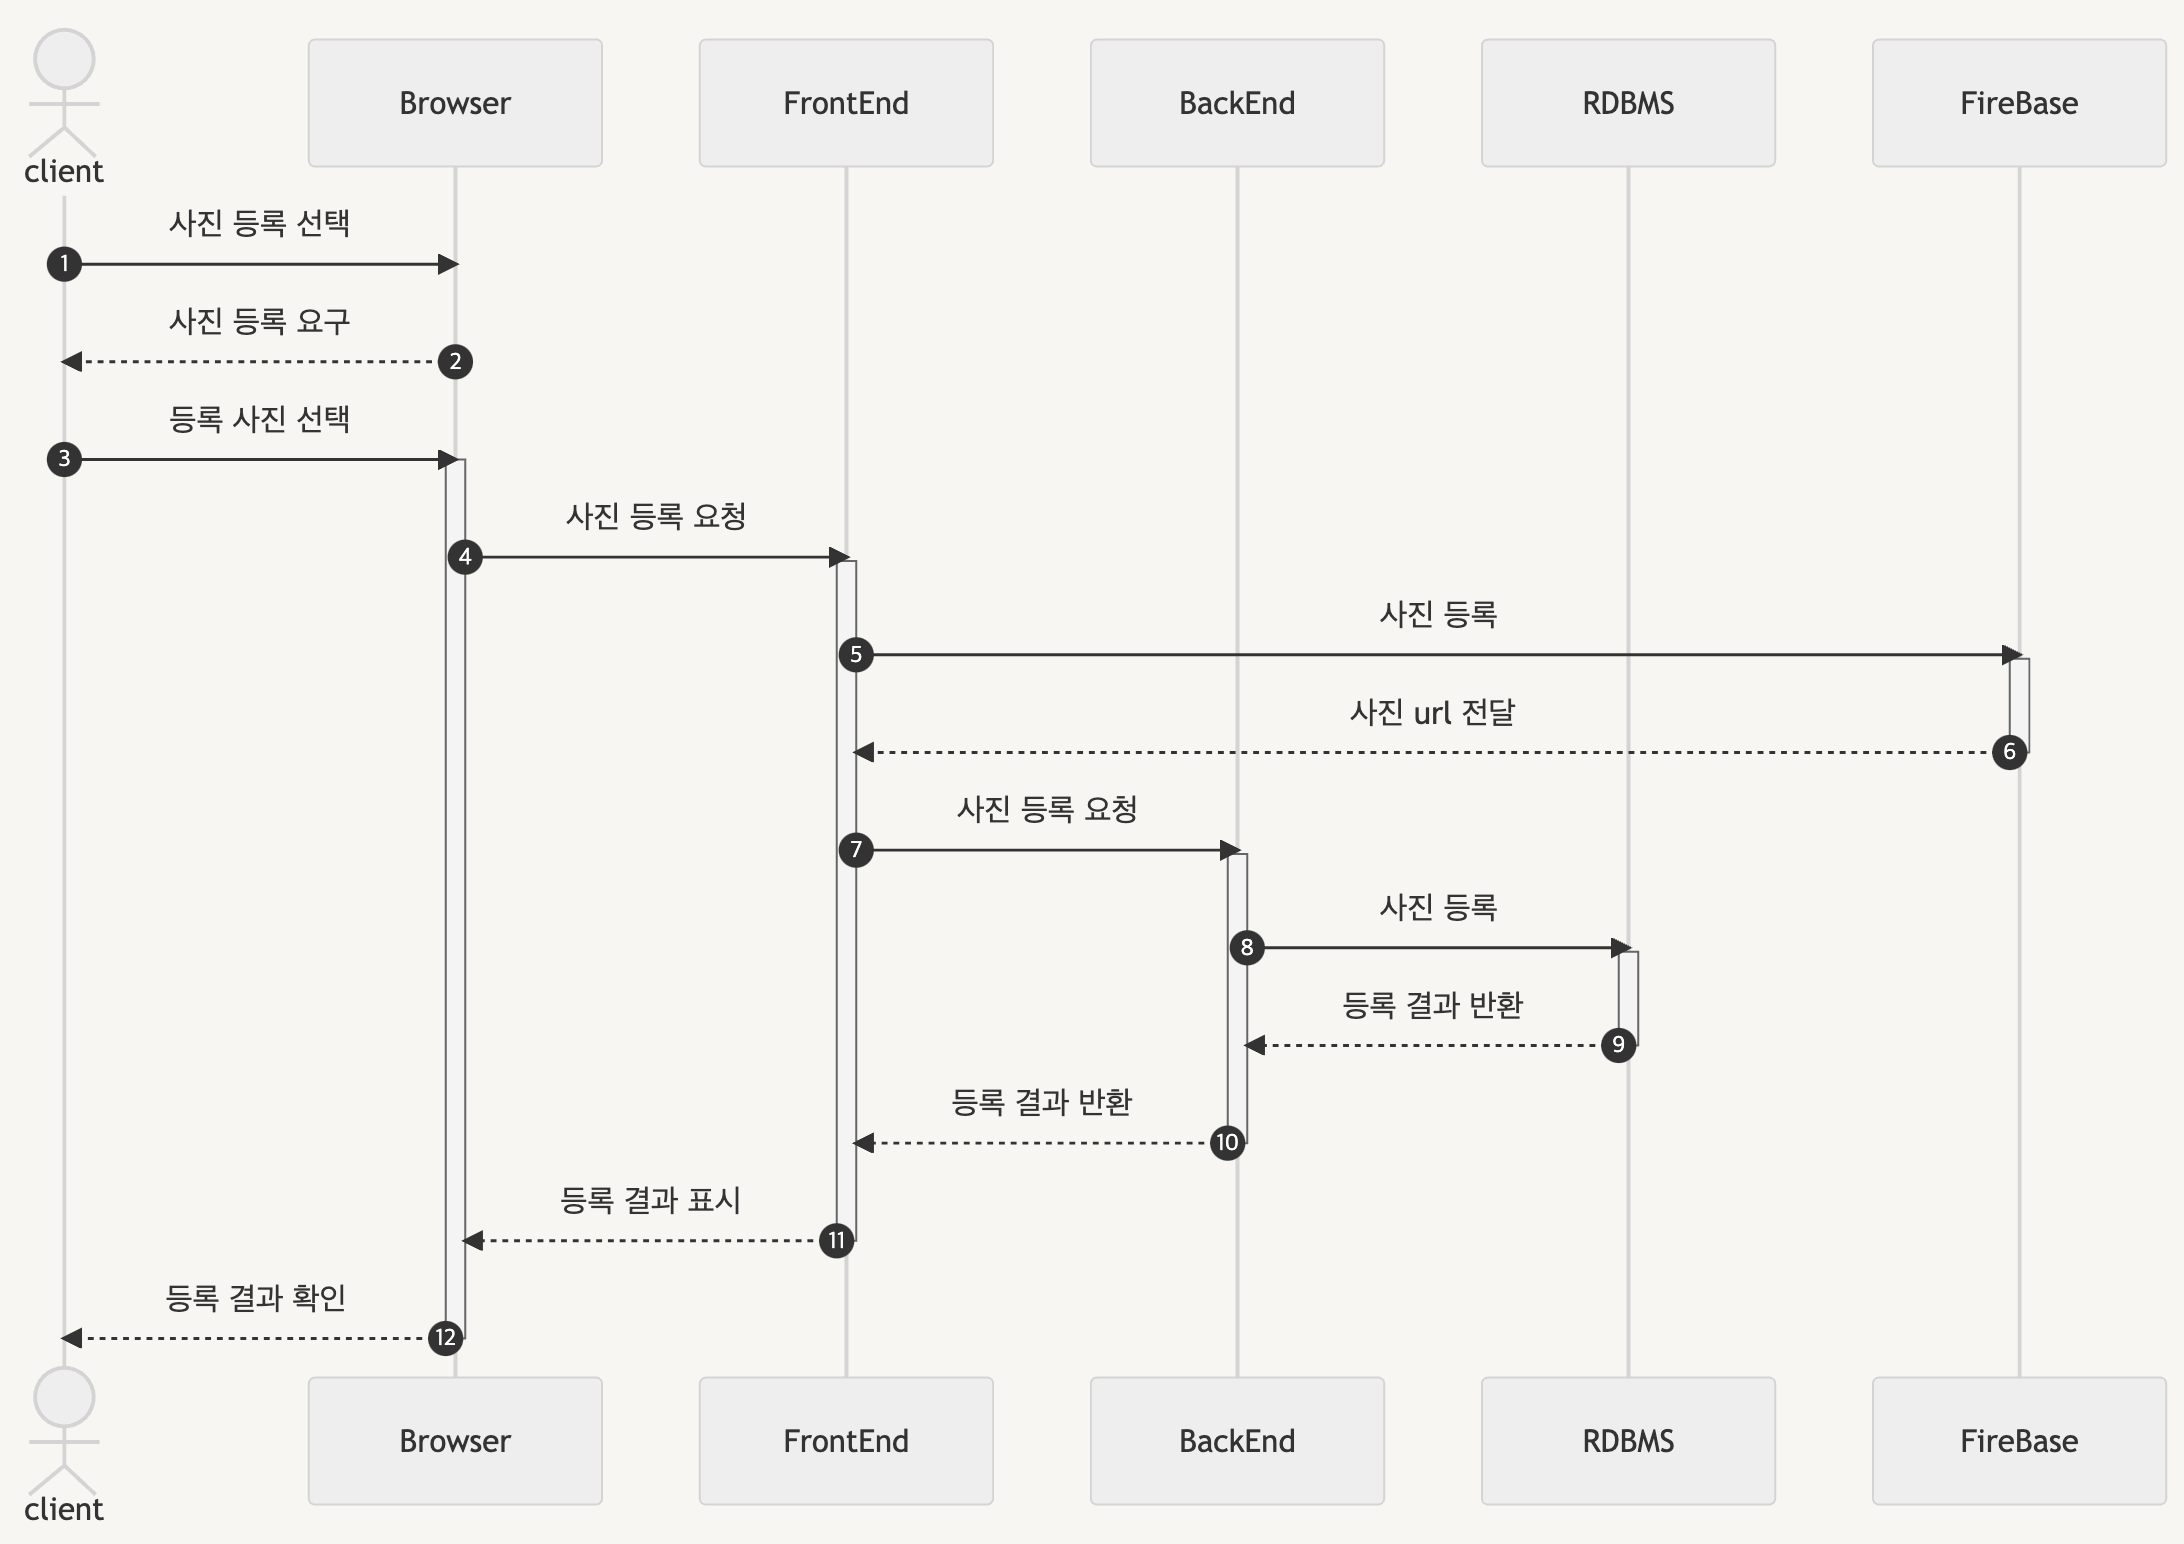 client
Browser
FrontEnd
BackEnd
RDBMS
FireBase
사진 등록 선택
1
사진 등록 요구
2
등록 사진 선택
3
사진 등록 요청
4
사진 등록
5
사진 url 전달
6
사진 등록 요청
7
사진 등록
8
등록 결과 반환
9
등록 결과 반환
10
등록 결과 표시
11
등록 결과 확인
12
client
Browser
FrontEnd
BackEnd
RDBMS
FireBase